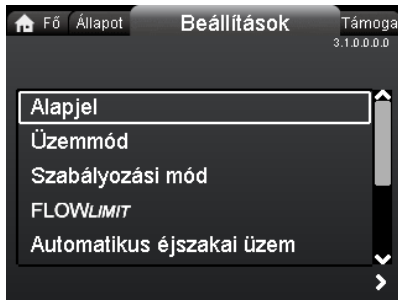 Fő Állapot Beállítások Támoga
3.1.0.0.0.0
Alapjel
Üzemmód
Szabályozási mód
FLOWLIMIT
Automatikus éjszakai üzem